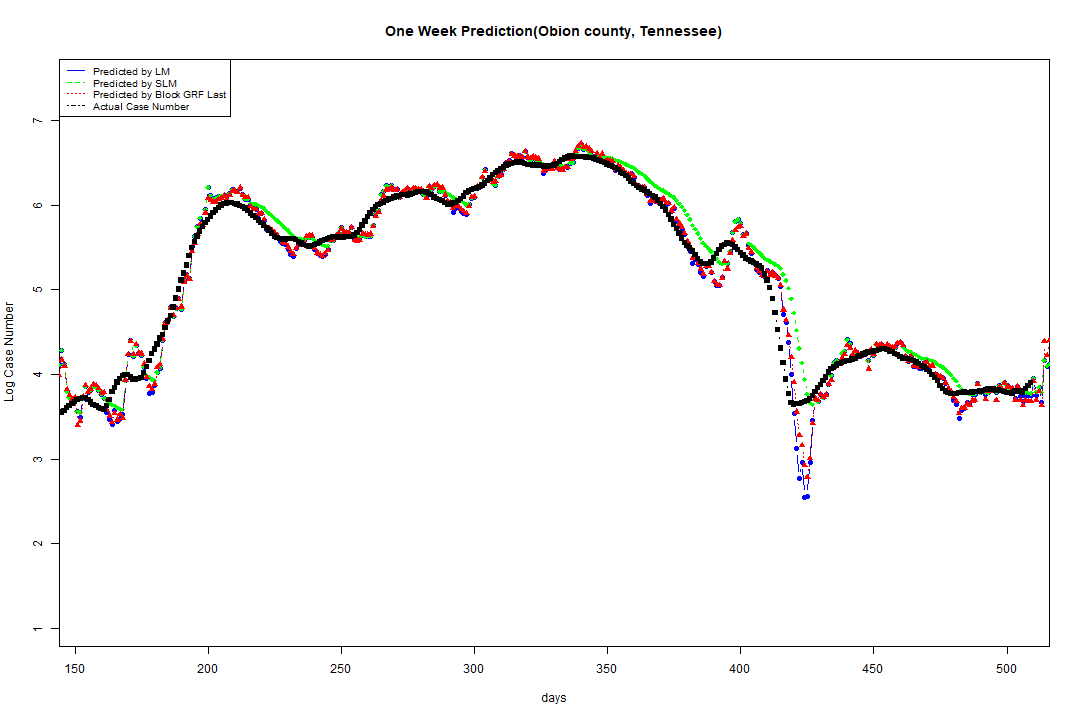 One Week Prediction(Obion county, Tennessee)
Predicted by LM
Predicted by SLM
Predicted by Block GRF Last
Actual Case Number
7
6
5
4
3
2
1
Log Case Number
150 200 250 300 350 400 450 500
days